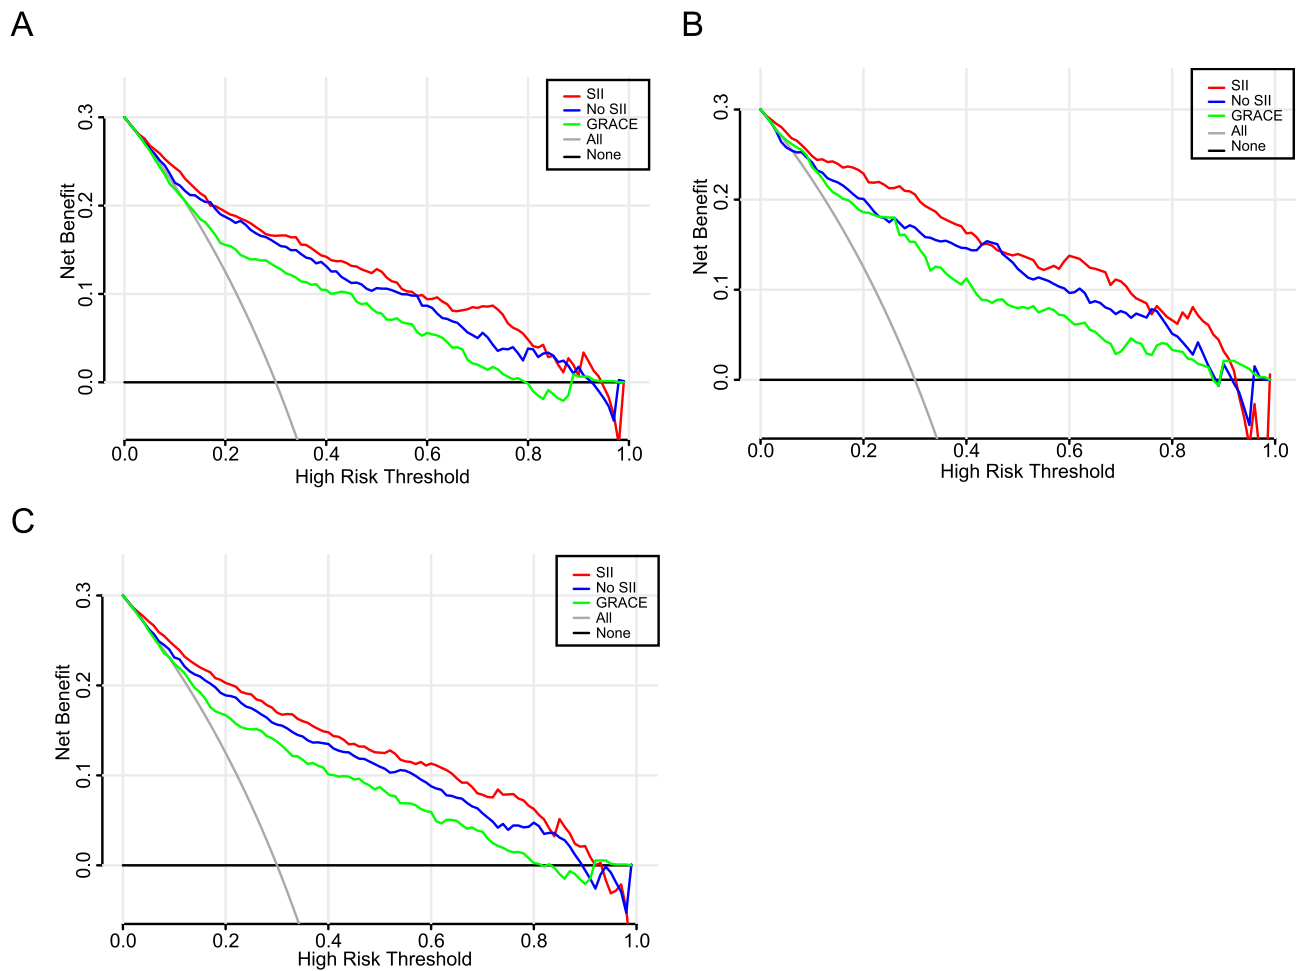 A
SII
No SII
GRACE
All
None
Net Benefit
0.3
0.2
0.1
0.0
0.0 0.2 0.4 0.6 0.8 1.0
High Risk Threshold
B
SII
No SII
GRACE
All
None
Net Benefit
0.3
0.2
0.1
0.0
0.0 0.2 0.4 0.6 0.8 1.0
High Risk Threshold
C
SII
No SII
GRACE
All
None
Net Benefit
0.3
0.2
0.1
0.0
0.0 0.2 0.4 0.6 0.8 1.0
High Risk Threshold